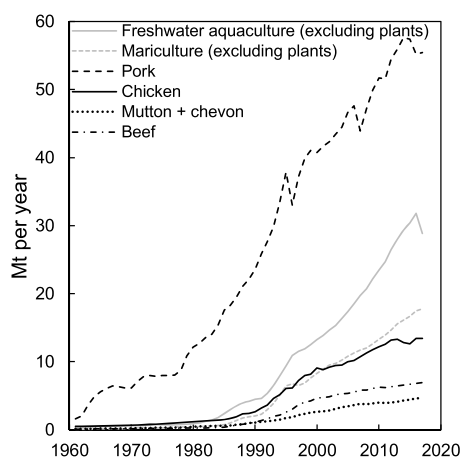 60
50
40
30
20
10
0
Mt per year
Freshwater aquaculture (excluding plants)
Mariculture (excluding plants)
Pork
Chicken
Mutton + chevon
Beef
1960 1970 1980 1990 2000 2010 2020